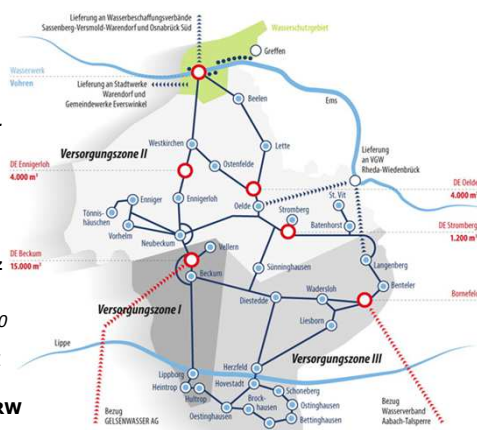 Lieferung an Wasserbeschaffungsverbände
Sassenberg-Versmold-Warendorf und Osnabrück Süd
Wasserschutzgebiet
Greffen
Wasserwerk
Vohren
Lieferung an Stadtwerke
Warendorf und
Gemeindewerke Everswinkel
Beelen
Ems
Westkirchen
Lette
Versorgungszone II
Ostenfelde
Lieferung
an VGW
Rheda-Wiedenbrück
DE Ennigerloh
4.000 m³
DE Oelde
4.000 m³
Enniger
Ennigerloh
Oelde
St. Vit
Tönnis-
häuschen
Stromberg
Batenhorst
DE Stromberg
1.200 m³
Vorhelm
Neubeckum
Vellern
DE Beckum
15.000 m³
Beckum
Sünninghausen
Langenberg
Benteler
Versorgungszone I
Diestedde
Wadersloh
Bornefeld
Liesborn
Lippe
Versorgungszone III
Lippborg
Herzfeld
Heintrop
Hovestadt
Schoneberg
Hultrop
Brock-
hausen
Ostinghausen
Oestinghausen
Bettinghausen
Bezug
GELSENWASSER AG
Bezug
Wasserverband
Aabach-Talsperre
z
0
RW